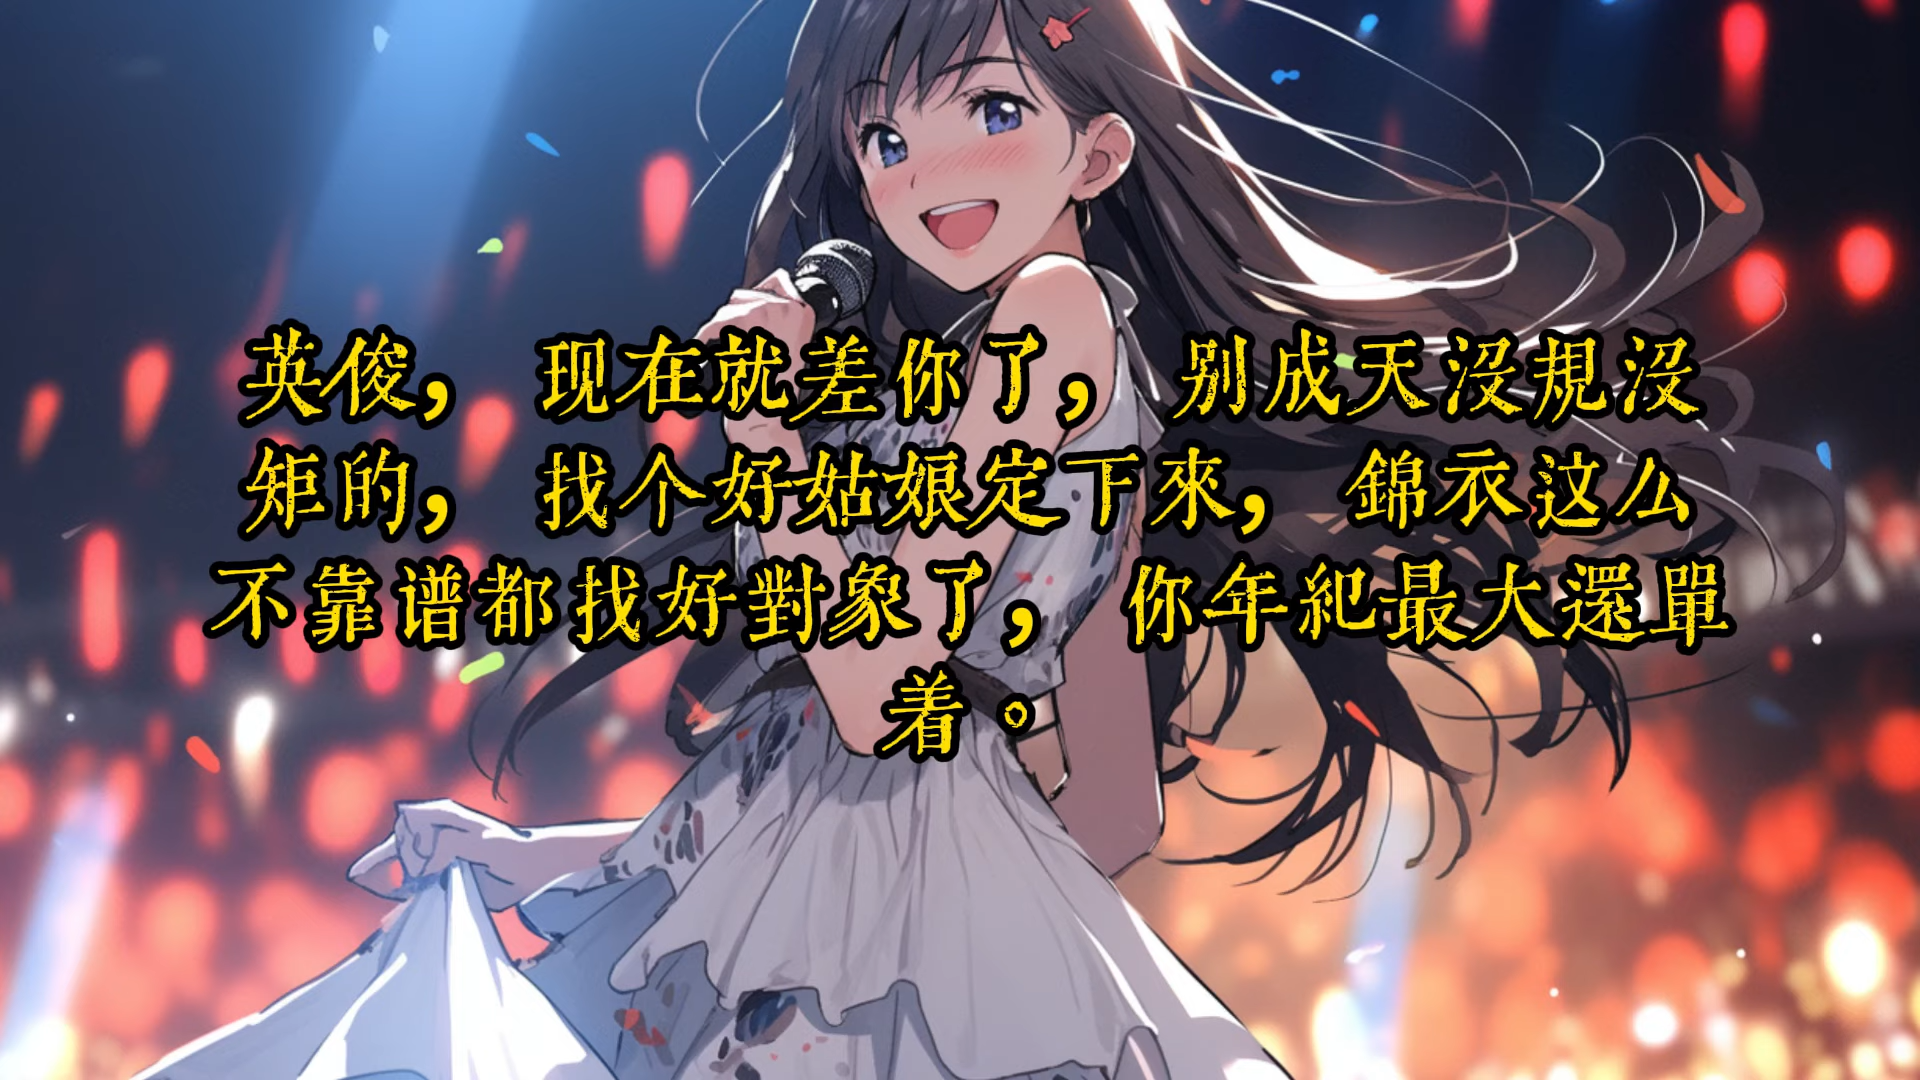 英俊，现在就差你了，别成天没規没
矩的，找个好姑娘定下來，錦衣这么
不靠谱都找好對象了，你年紀最大還單
着。